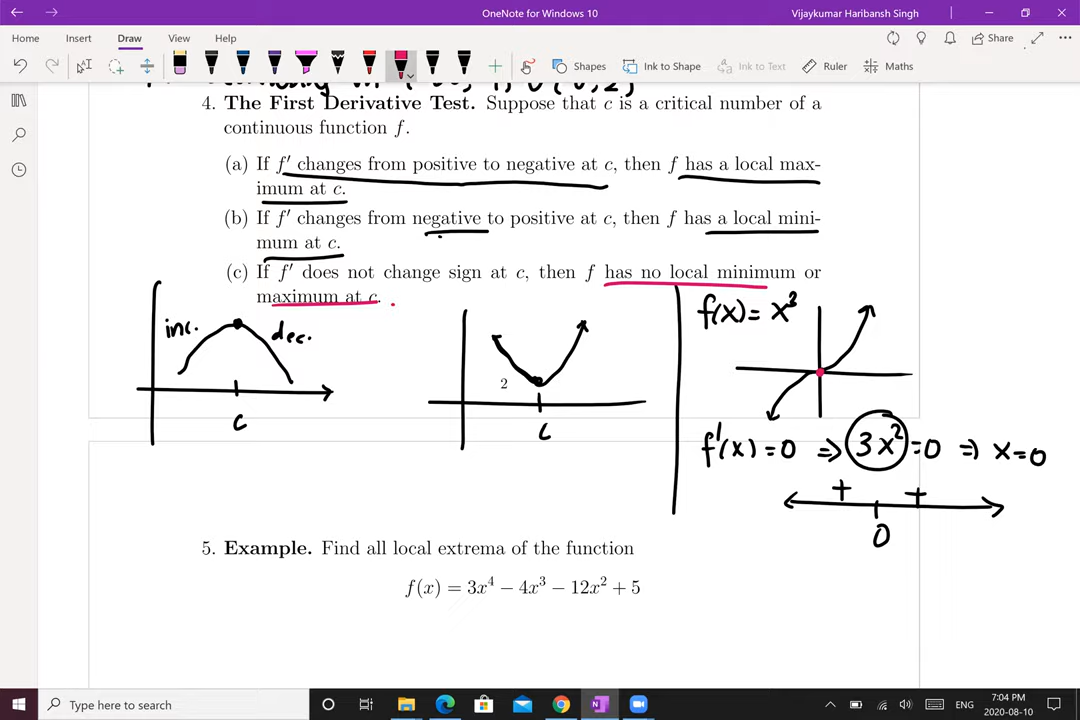 OneNote for Windows 10
Vijaykumar Haribansh Singh
Home Insert Draw View Help
Share
Shapes
Ink to Shape
Ink to Text
Ruler
Maths
4. The First Derivative Test. Suppose that c is a critical number of a
continuous function f.
(a) If f′ changes from positive to negative at c, then f has a local max-
imum at c.
(b) If f′ changes from negative to positive at c, then f has a local mini-
mum at c.
(c) If f′ does not change sign at c, then f has no local minimum or
maximum at c.
inc.
dec.
c
2
c
f(x) = x³
f'(x) = 0 ⇒ 3x² = 0 ⇒ x = 0
+ +
0
5. Example. Find all local extrema of the function
f(x) = 3x⁴ − 4x³ − 12x² + 5
Type here to search
ENG
7:04 PM
2020-08-10